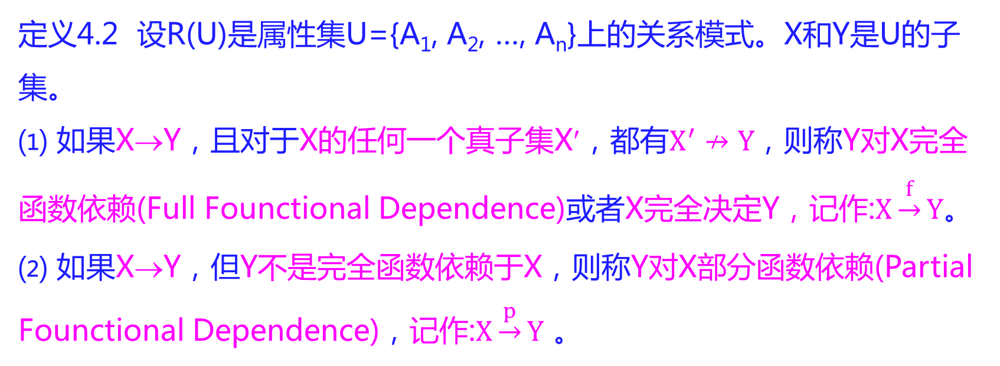 定义4.2 设R(U)是属性集U={A₁, A₂, …, Aₙ}上的关系模式。X和Y是U的子
集。
(1) 如果X→Y，且对于X的任何一个真子集X′，都有X′ ↛ Y，则称Y对X完全
函数依赖(Full Founctional Dependence)或者X完全决定Y，记作:X \xrightarrow{f} Y。
(2) 如果X→Y，但Y不是完全函数依赖于X，则称Y对X部分函数依赖(Partial
Founctional Dependence)，记作:X \xrightarrow{p} Y 。